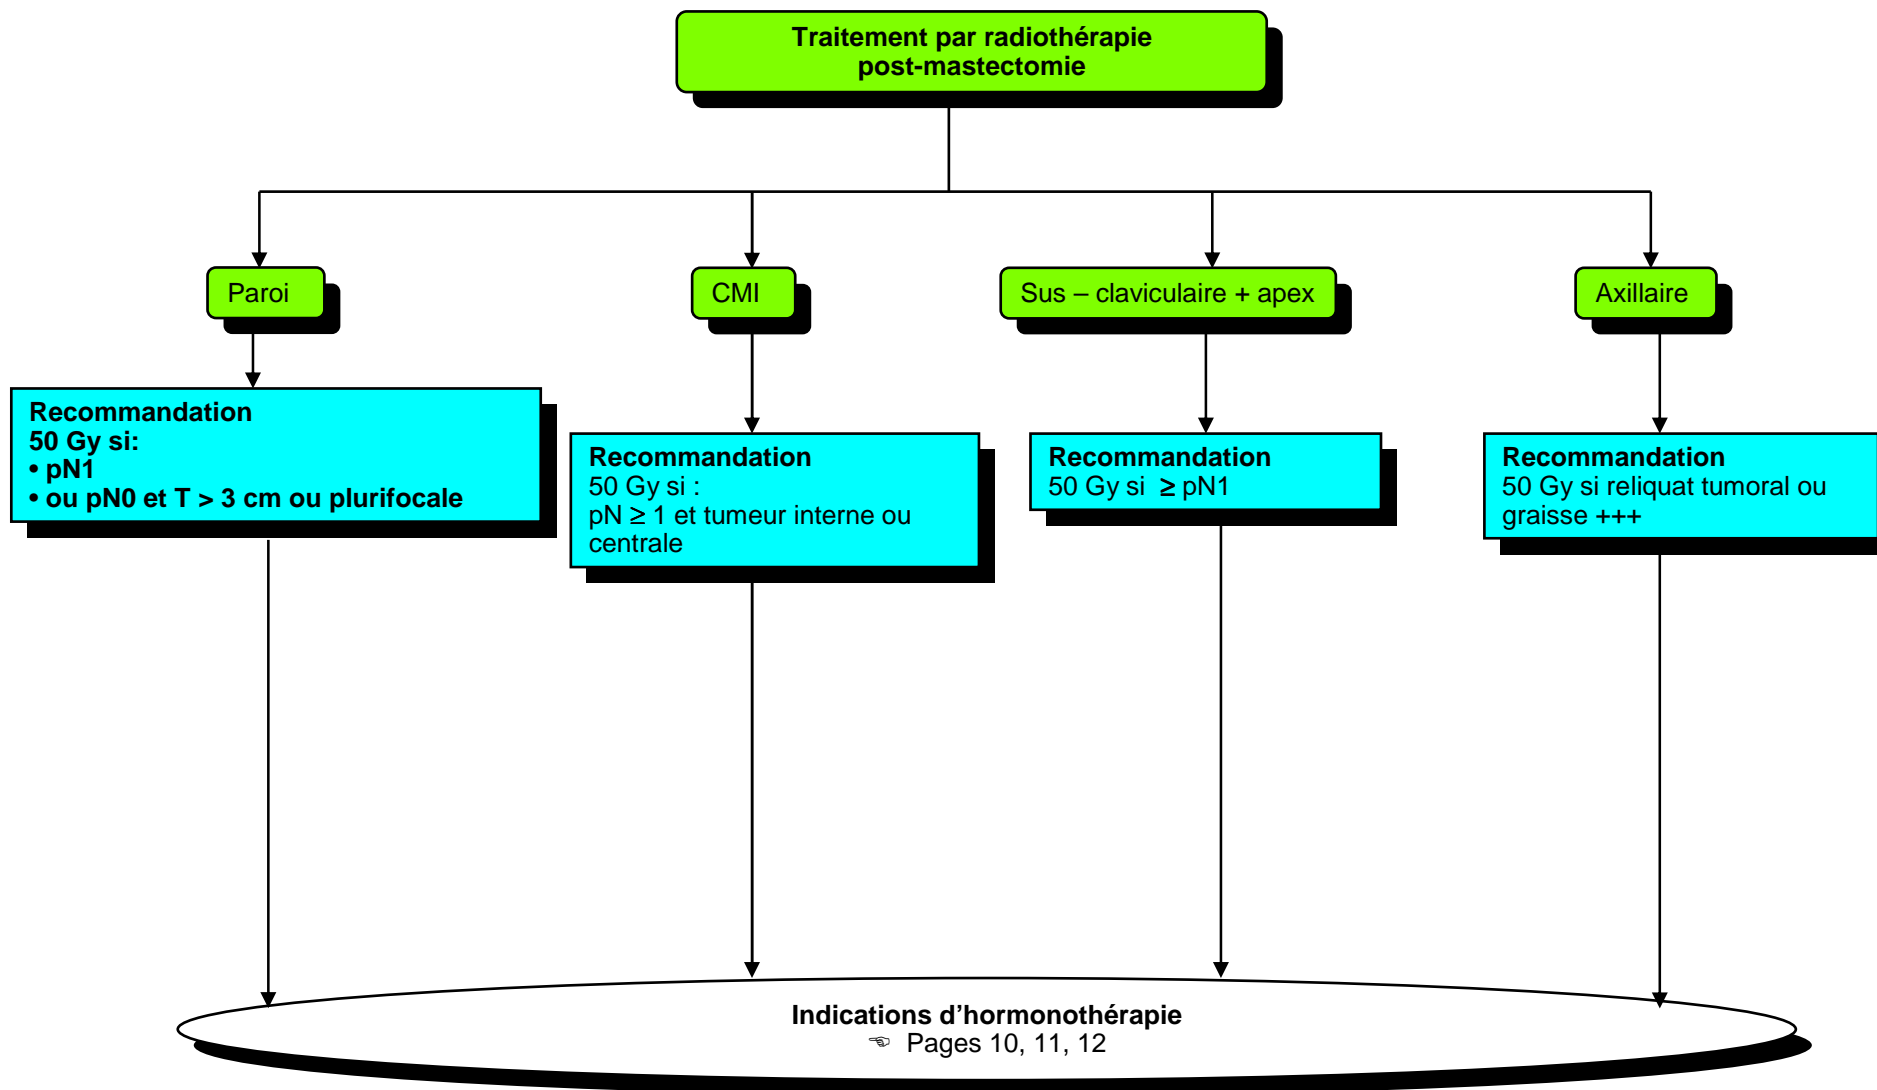 Traitement par radiothérapie
post-mastectomie
Paroi
CMI
Sus – claviculaire + apex
Axillaire
Recommandation
50 Gy si:
• pN1
• ou pN0 et T > 3 cm ou plurifocale
Recommandation
50 Gy si :
pN ≥ 1 et tumeur interne ou
centrale
Recommandation
50 Gy si ≥ pN1
Recommandation
50 Gy si reliquat tumoral ou
graisse +++
Indications d’hormonothérapie
☜ Pages 10, 11, 12